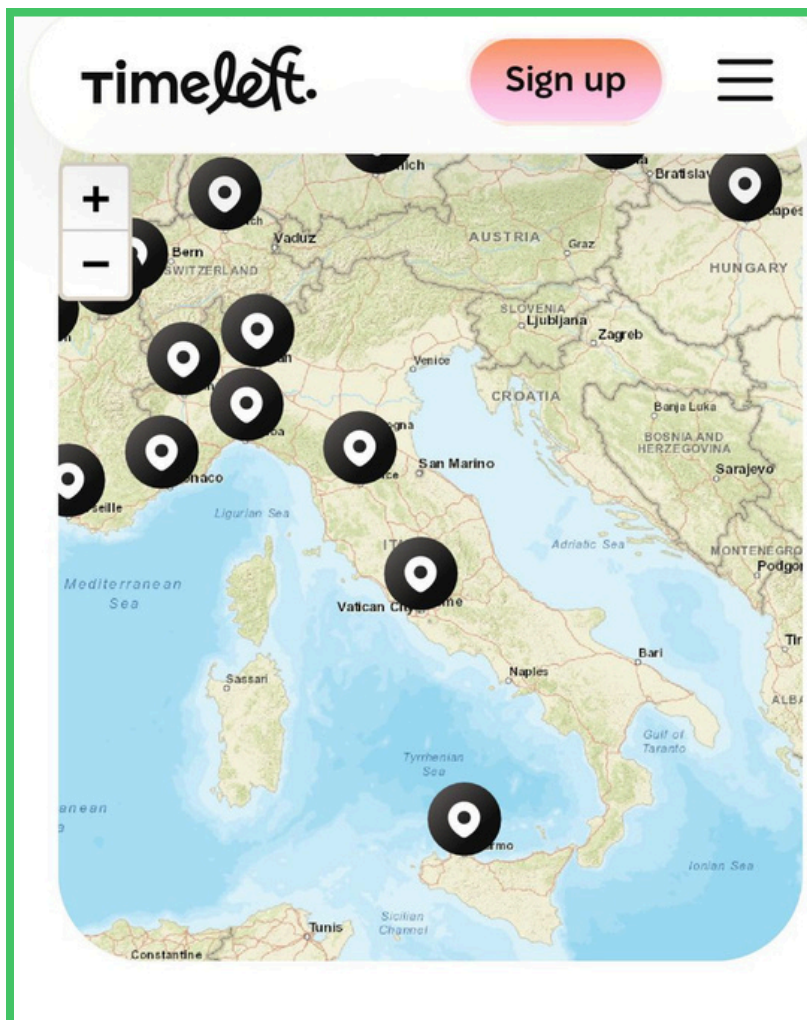 Timeleft.
Sign up
+
Bratislav
Bern
Vaduz
AUSTRIA
Graz
SWITZERLAND
−
HUNGARY
SLOVENIA
Ljubljana
Zagreb
Venice
CROATIA
Banja Luka
BOSNIA AND
HERZEGOVINA
San Marino
Sarajevo
Ligurian Sea
Adriatic Sea
MONTENEGRO
Podgor
Mediterranean
Sea
Vatican City
Bari
Naples
Sassari
Gulf of
Taranto
Tyrrhenian
Sea
Ionian Sea
Sicilian
Channel
Tunis
Constantine